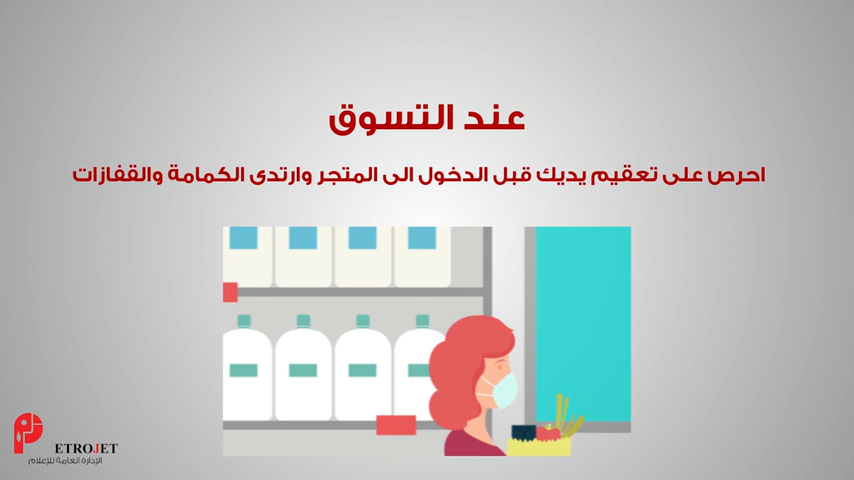 عند التسوق
احرص على تعقيم يديك قبل الدخول الى المتجر وارتدى الكمامة والقفازات
ETROJET
الإدارة العامة للإعلام